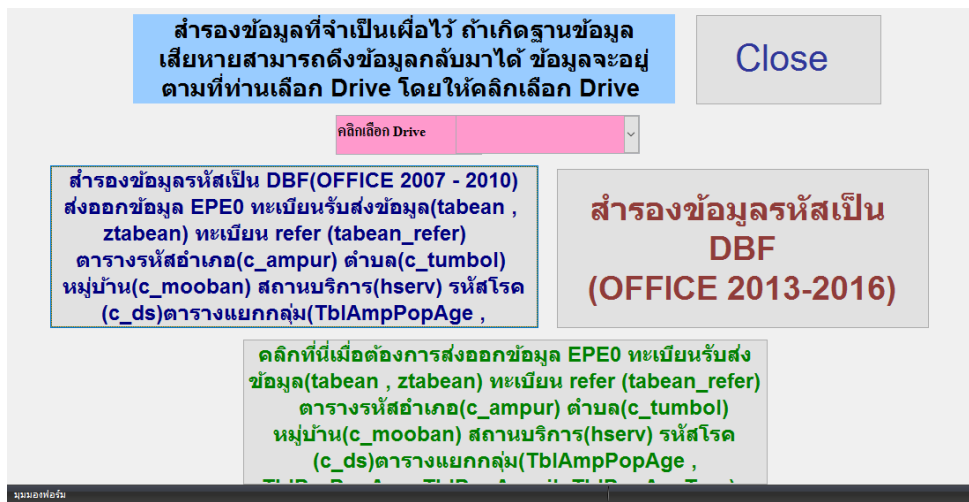 สำรองข้อมูลที่จำเป็นเผื่อไว้ ถ้าเกิดฐานข้อมูล
เสียหายสามารถดึงข้อมูลกลับมาได้ ข้อมูลจะอยู่
ตามที่ท่านเลือก Drive โดยให้คลิกเลือก Drive
Close
คลิกเลือก Drive
สำรองข้อมูลรหัสเป็น DBF(OFFICE 2007 - 2010)
ส่งออกข้อมูล EPE0 ทะเบียนรับส่งข้อมูล(tabean ,
ztabean) ทะเบียน refer (tabean_refer)
ตารางรหัสอำเภอ(c_ampur) ตำบล(c_tumbol)
หมู่บ้าน(c_mooban) สถานบริการ(hserv) รหัสโรค
(c_ds)ตารางแยกกลุ่ม(TblAmpPopAge ,
สำรองข้อมูลรหัสเป็น
DBF
(OFFICE 2013-2016)
คลิกที่นี่เมื่อต้องการส่งออกข้อมูล EPE0 ทะเบียนรับส่ง
ข้อมูล(tabean , ztabean) ทะเบียน refer (tabean_refer)
ตารางรหัสอำเภอ(c_ampur) ตำบล(c_tumbol)
หมู่บ้าน(c_mooban) สถานบริการ(hserv) รหัสโรค
(c_ds)ตารางแยกกลุ่ม(TblAmpPopAge ,
มุมมองฟอร์ม